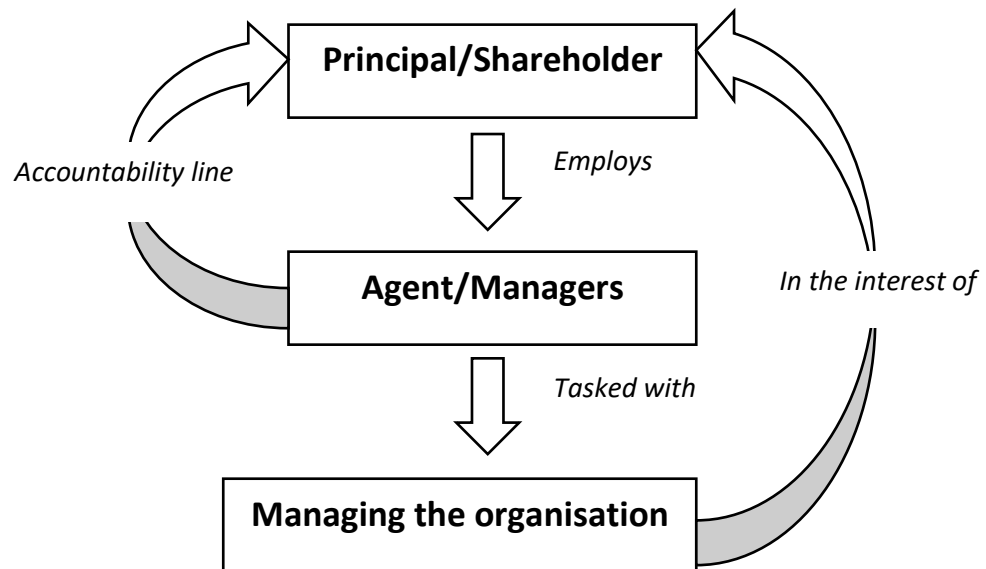 Principal/Shareholder
Employs
Accountability line
Agent/Managers
In the interest of
Tasked with
Managing the organisation